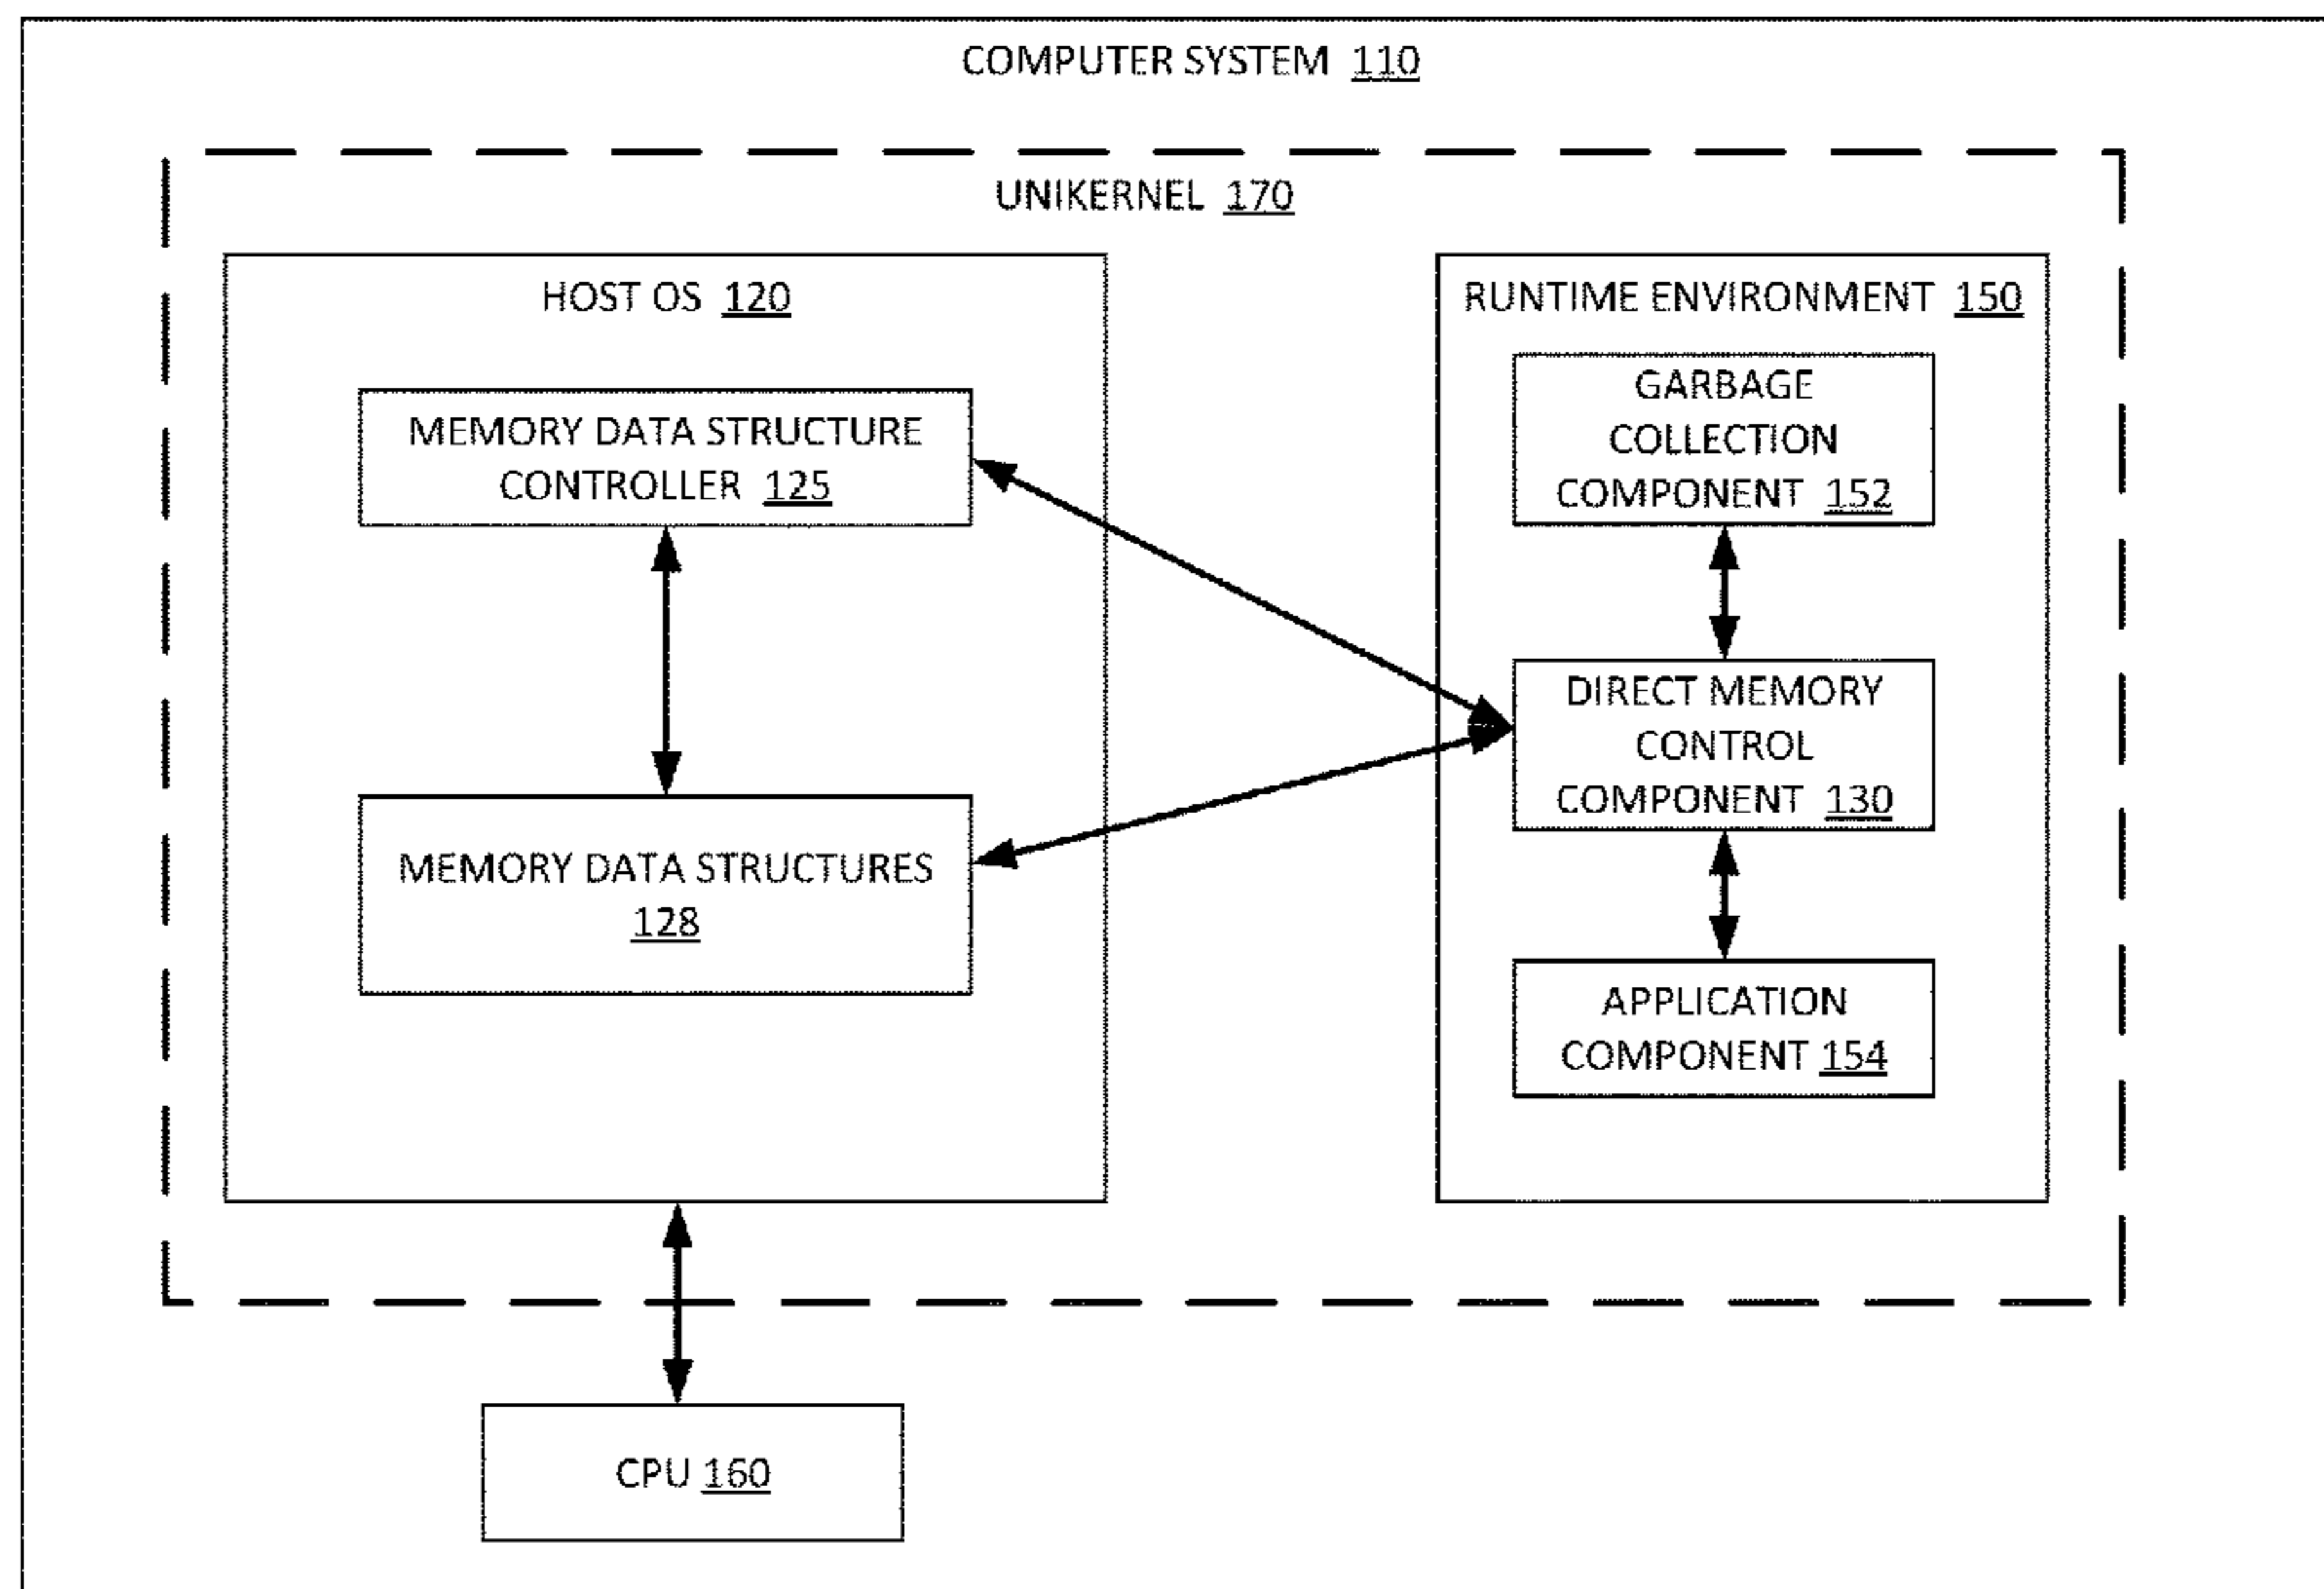 COMPUTER SYSTEM 110
UNIKERNEL 170
HOST OS 120
MEMORY DATA STRUCTURE
CONTROLLER 125
MEMORY DATA STRUCTURES
128
RUNTIME ENVIRONMENT 150
GARBAGE
COLLECTION
COMPONENT 152
DIRECT MEMORY
CONTROL
COMPONENT 130
APPLICATION
COMPONENT 154
CPU 160